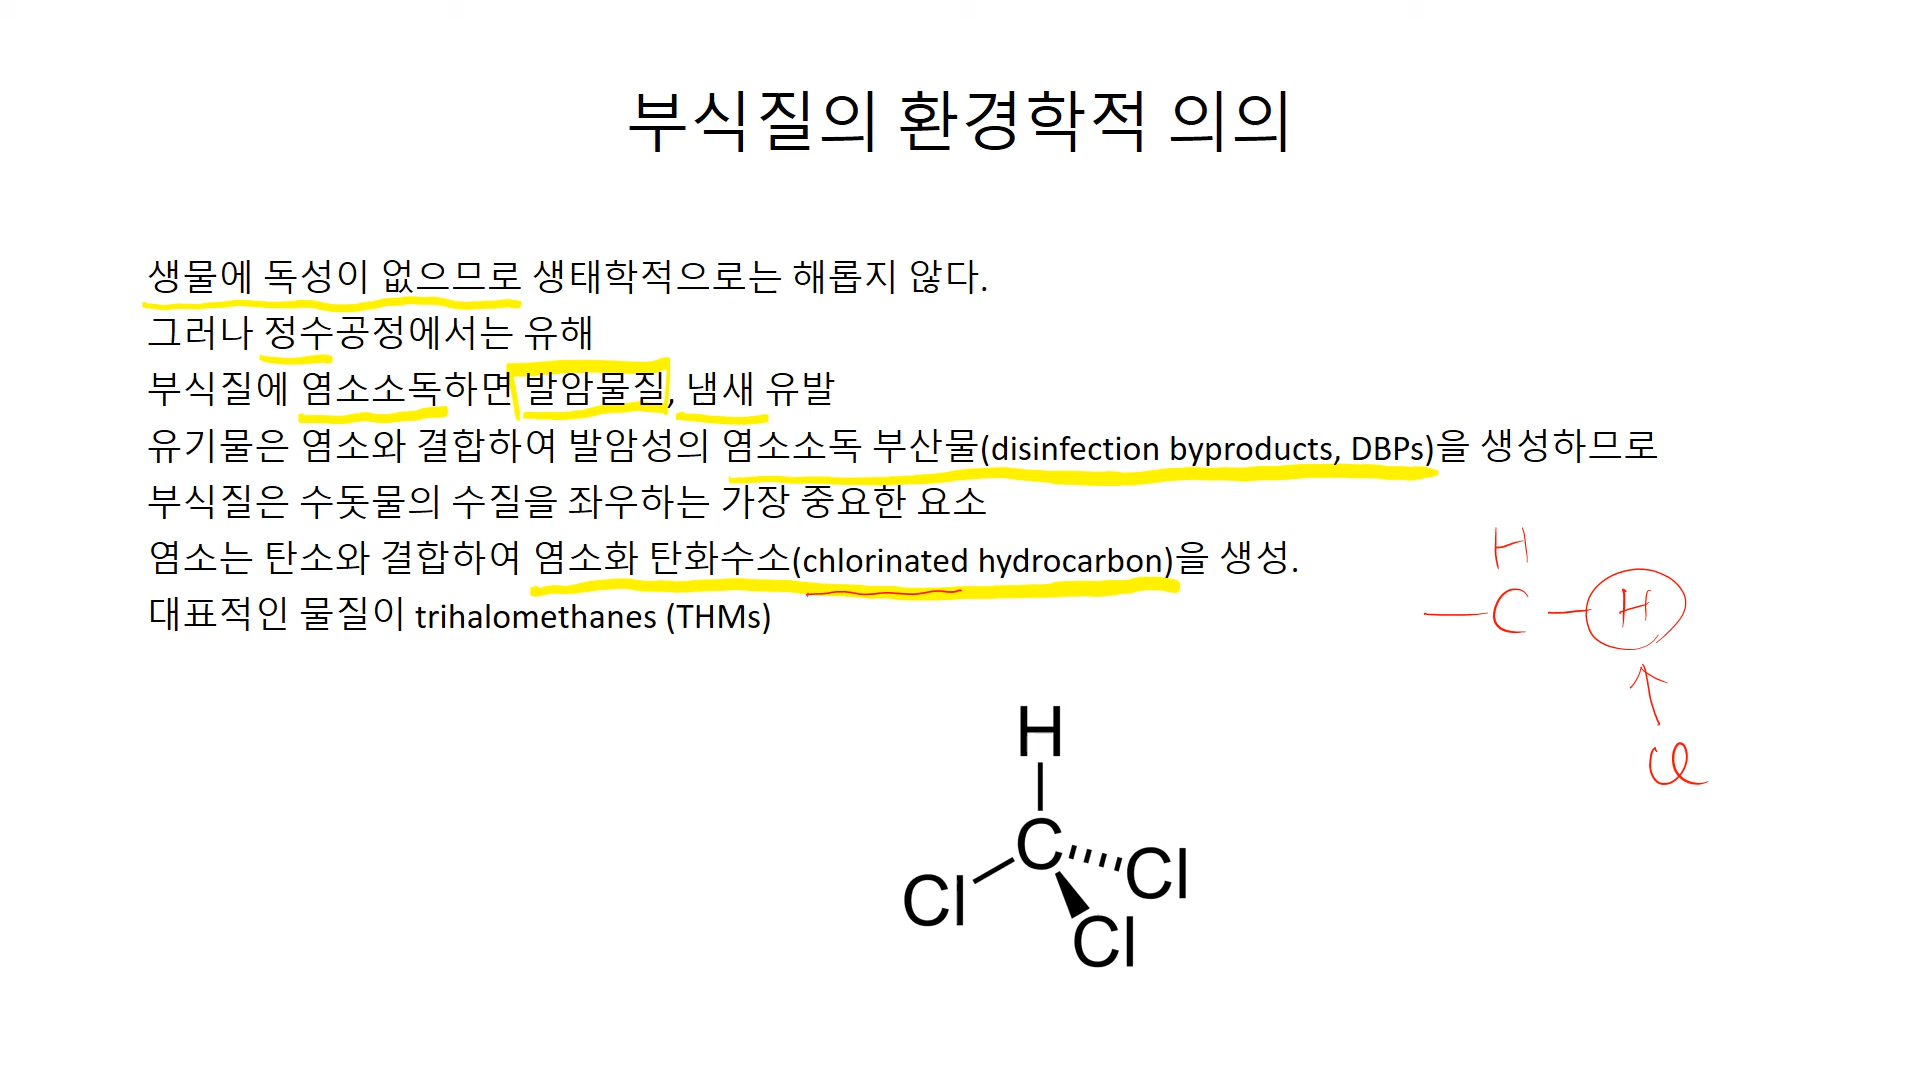 부식질의 환경학적 의의
생물에 독성이 없으므로 생태학적으로는 해롭지 않다.
그러나 정수공정에서는 유해
부식질에 염소소독하면 발암물질, 냄새 유발
유기물은 염소와 결합하여 발암성의 염소소독 부산물(disinfection byproducts, DBPs)을 생성하므로
부식질은 수돗물의 수질을 좌우하는 가장 중요한 요소
염소는 탄소와 결합하여 염소화 탄화수소(chlorinated hydrocarbon)을 생성.
대표적인 물질이 trihalomethanes (THMs)
H
C H
Cl
H
C Cl
Cl
Cl